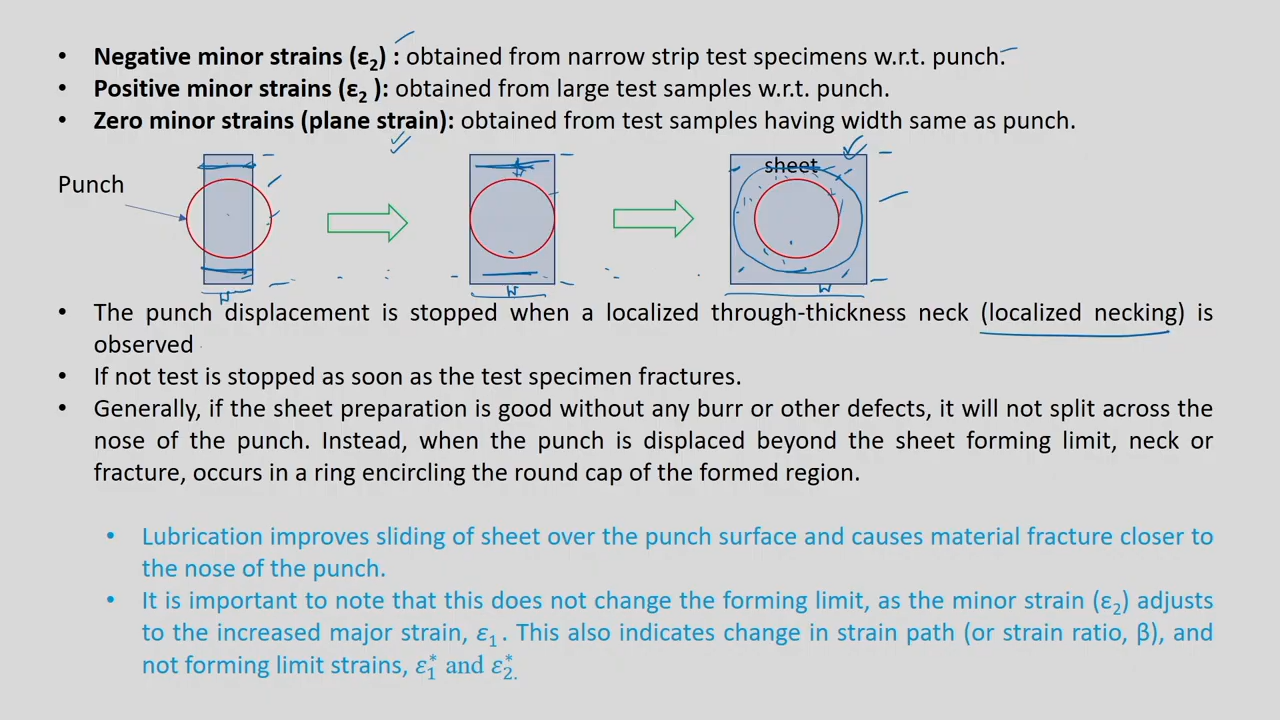 • Negative minor strains (ε₂) : obtained from narrow strip test specimens w.r.t. punch.
• Positive minor strains (ε₂ ): obtained from large test samples w.r.t. punch.
• Zero minor strains (plane strain): obtained from test samples having width same as punch.
sheet
Punch
W
W
W
• The punch displacement is stopped when a localized through-thickness neck (localized necking) is
observed
• If not test is stopped as soon as the test specimen fractures.
• Generally, if the sheet preparation is good without any burr or other defects, it will not split across the
nose of the punch. Instead, when the punch is displaced beyond the sheet forming limit, neck or
fracture, occurs in a ring encircling the round cap of the formed region.
• Lubrication improves sliding of sheet over the punch surface and causes material fracture closer to
the nose of the punch.
• It is important to note that this does not change the forming limit, as the minor strain (ε₂) adjusts
to the increased major strain, ε₁ . This also indicates change in strain path (or strain ratio, β), and
not forming limit strains, ε₁* and ε₂*.